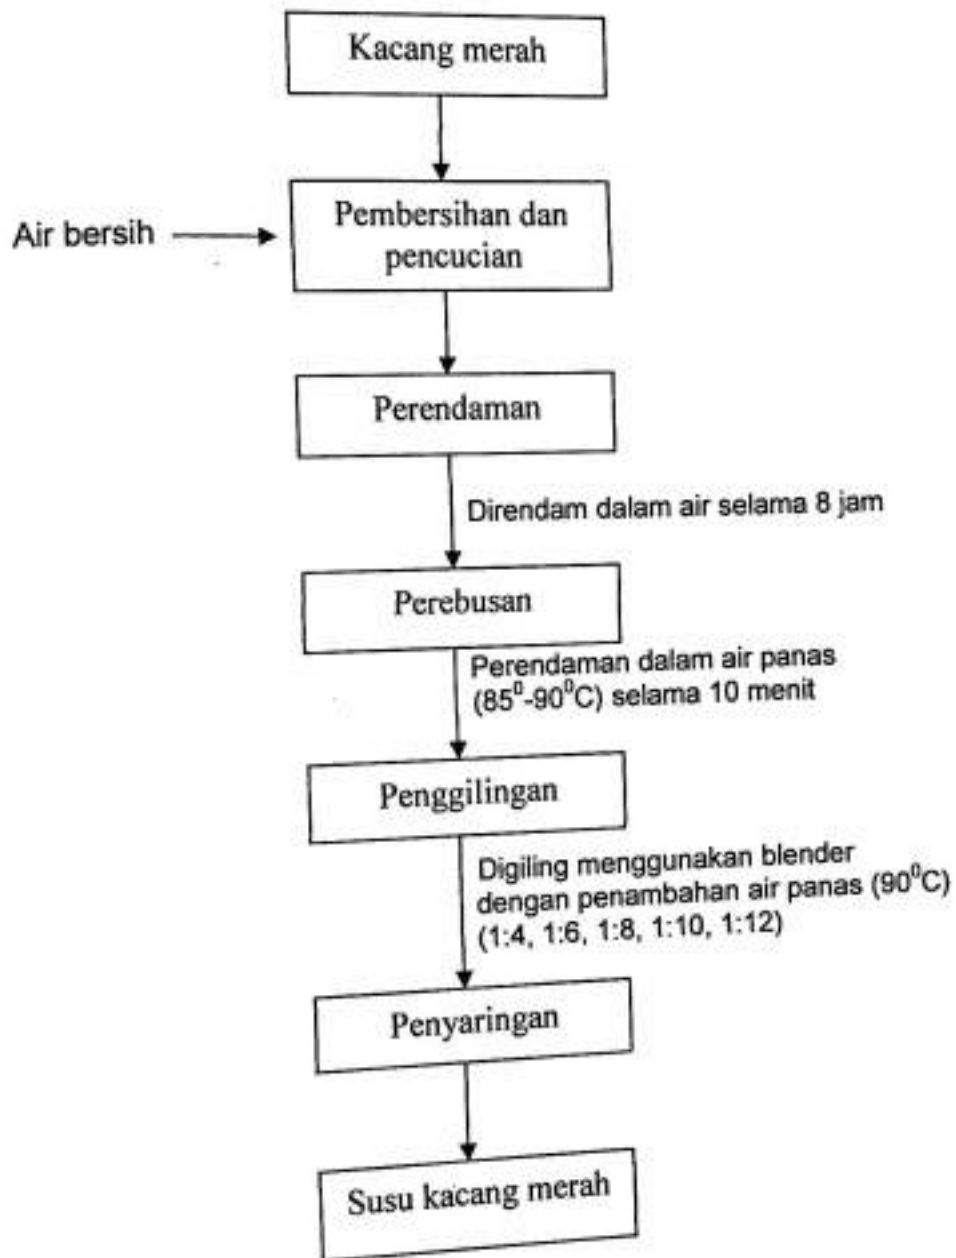 Kacang merah
Air bersih
Pembersihan dan
pencucian
Perendaman
Direndam dalam air selama 8 jam
Perebusan
Perendaman dalam air panas
(85⁰-90⁰C) selama 10 menit
Penggilingan
Digiling menggunakan blender
dengan penambahan air panas (90⁰C)
(1:4, 1:6, 1:8, 1:10, 1:12)
Penyaringan
Susu kacang merah